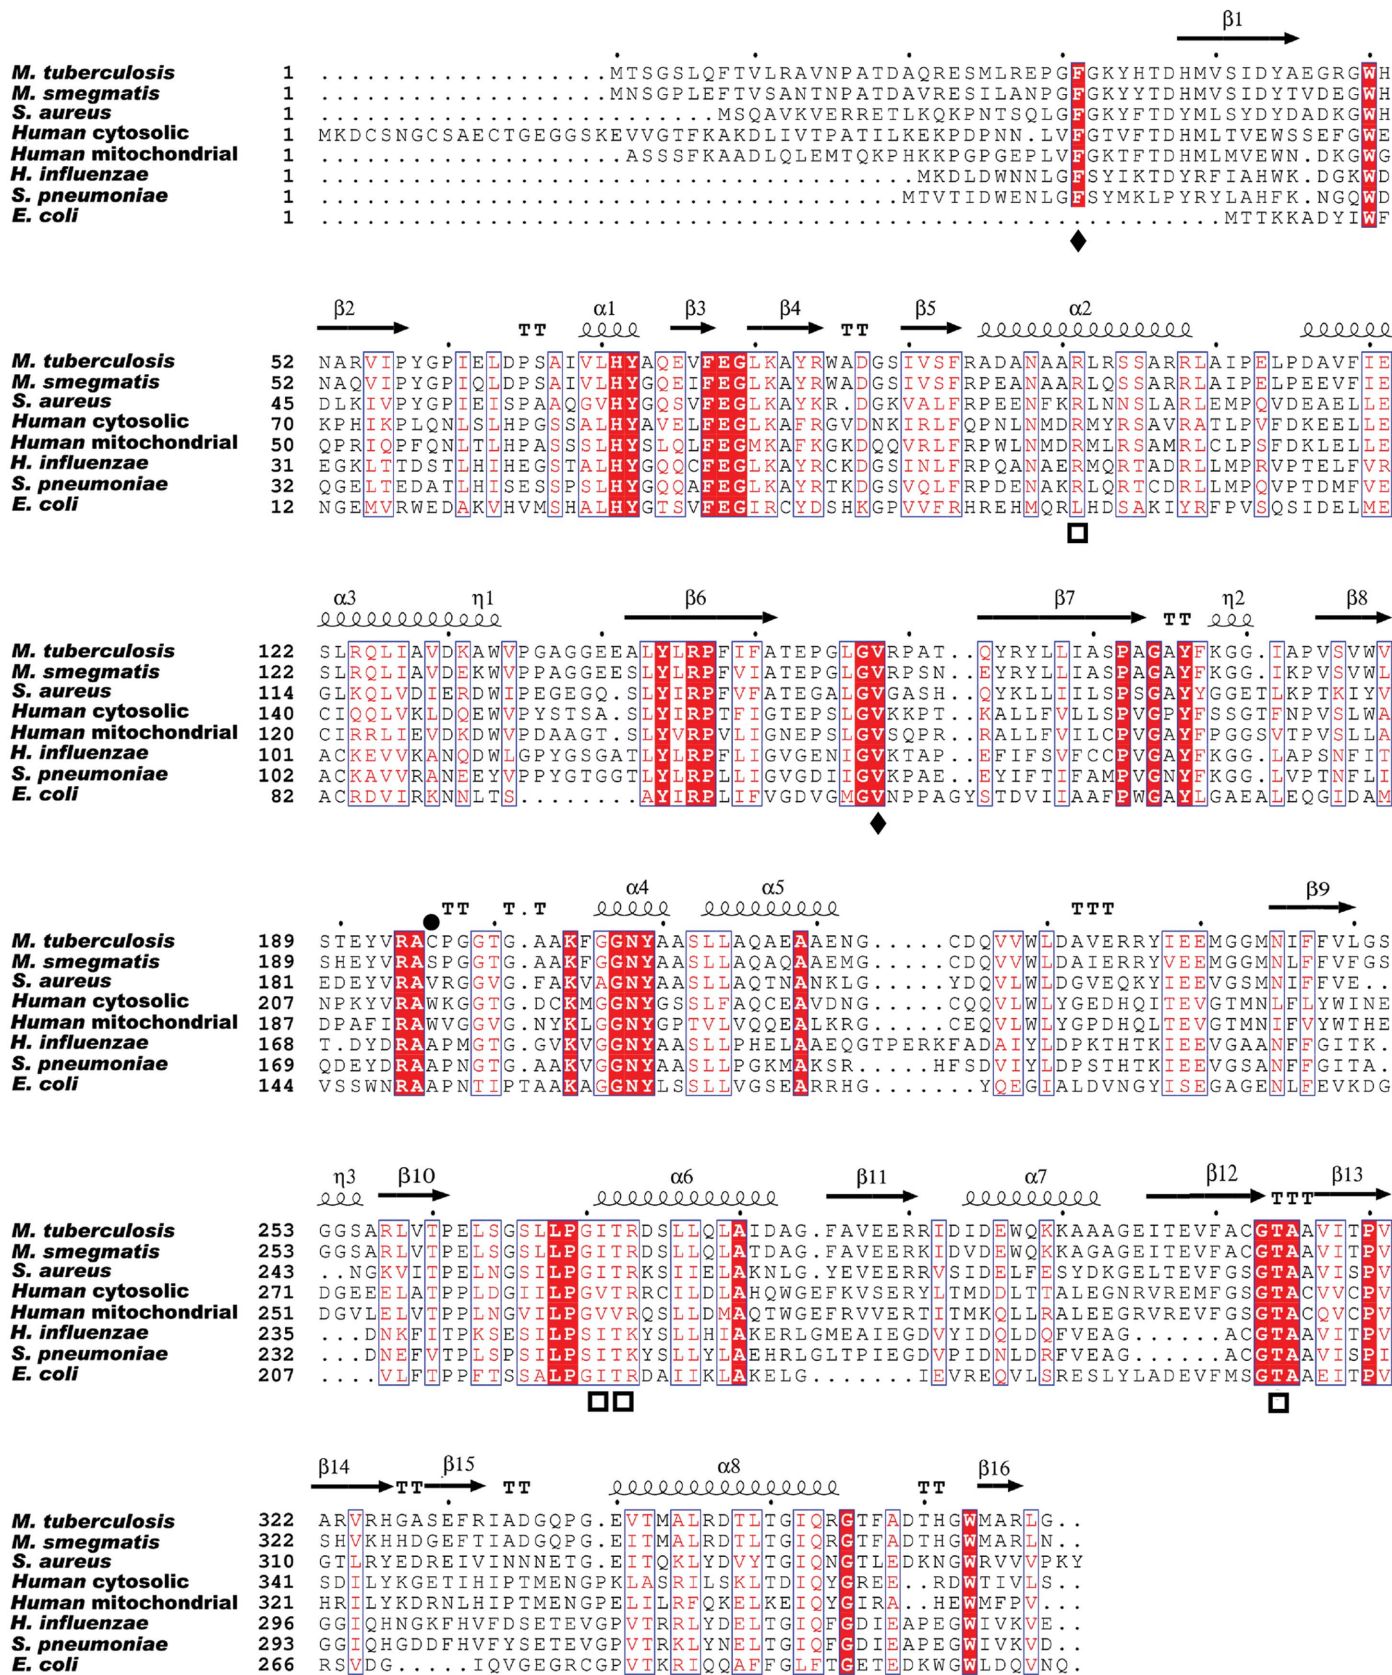 β1
M. tuberculosis 1 ...................MTSGSLQFTVLRAVNPATDAQRESMLREPGFGKYHTDHMVSIDYAEGRGWH
M. smegmatis 1 ...................MNSGPLEFTVSANTNPATDAVRESILANPGFGKYYTDHMVSIDYTVDEGWH
S. aureus 1 ..........................MSQAVKVERRETLKQKPNTSQLGFGKYFTDYMLSYDYDADKGWH
Human cytosolic 1 MKDCSNGCSAECTGEGGSKEVVGTFKAKDLIVTPATILKEKPDPNN.LVFGTVFTDHMLTVEWSSEFGWE
Human mitochondrial 1 ....................ASSSFKAADLQLEMTQKPHKKPGPGEPLVFGKTFTDHMLMVEWN.DKGWG
H. influenzae 1 .......................................MKDLDWNNLGFSYIKTDYRFIAHWK.DGKWD
S. pneumoniae 1 ......................................MTVTIDWENLGFSYMKLPYRYLAHFK.NGQWD
E. coli 1 ...........................................................MTTKKADYIWF
β2 TT α1 β3 β4 TT β5 α2
M. tuberculosis 52 NARVIPYGPIELDPSAIVLHYAQEVFEGLKAYRWADGSIVSFRADANAARLRSSARRLAIPELPDAVFIE
M. smegmatis 52 NAQVIPYGPIQLDPSAIVLHYGQEIFEGLKAYRWADGSIVSFRPEANAARLQSSARRLAIPELPEEVFIE
S. aureus 45 DLKIVPYGPIEISPAAQGVHYGQSVFEGLKAYKR.DGKVALFRPEENFKRLNNSLARLEMPQVDEAELLE
Human cytosolic 70 KPHIKPLQNLSLHPGSSALHYAVELFEGLKAFRGVDNKIRLFQPNLNMDRMYRSAVRATLPVFDKEELLE
Human mitochondrial 50 QPRIQPFQNLTLHPASSSLHYSLQLFEGMKAFKGKDQQVRLFRPWLNMDRMLRSAMRLCLPSFDKLELLE
H. influenzae 31 EGKLTTDSTLHIHEGSTALHYGQQCFEGLKAYRCKDGSINLFRPQANAERMQRTADRLLMPRVPTELFVR
S. pneumoniae 32 QGELTEDATLHISESSPSLHYGQQAFEGLKAYRTKDGSVQLFRPDENAKRLQRTCDRLLMPQVPTDMFVE
E. coli 12 NGEMVRWEDAKVHVMSHALHYGTSVFEGIRCYDSHKGPVVFRHREHMQRLHDSAKIYRFPVSQSIDELME
α3 η1 β6 β7 TT η2 β8
M. tuberculosis 122 SLRQLIAVDKAWVPGAGGEEALYLRPFIFATEPGLGVRPAT..QYRYLLIASPAGAYFKGG.IAPVSVWV
M. smegmatis 122 SLRQLIAVDEKWVPPAGGEESLYLRPFVIATEPGLGVRPSN..EYRYLLIASPAGAYFKGG.IKPVSVWL
S. aureus 114 GLKQLVDIERDWIPEGEGQ.SLYIRPFVFATEGALGVGASH..QYKLLIILSPSGAYYGGETLKPTKIYV
Human cytosolic 140 CIQQLVKLDQEWVPYSTSA.SLYIRPTFIGTEPSLGVKKPT..KALLFVLLSPVGPYFSSGTFNPVSLWA
Human mitochondrial 120 CIRRLIEVDKDWVPDAAGT.SLYVRPVLIGNEPSLGVSQPR..RALLFVILCPVGAYFPGGSVTPVSLLA
H. influenzae 101 ACKEVVKANQDWLGPYGSGATLYLRPFLIGVGENIGVKTAP..EFIFSVFCCPVGAYFKGG.LAPSNFIT
S. pneumoniae 102 ACKAVVRANEEYVPPYGTGGTLYLRPLLIGVGDIIGVKPAE..EYIFTIFAMPVGNYFKGG.LVPTNFLI
E. coli 82 ACRDVIRKNNLTS........AYIRPLIFVGDVGMGVNPPAGYSTDVIIAAFPWGAYLGAEALEQGIDAM
TT T.T α4 α5 TTT β9
M. tuberculosis 189 STEYVRACPGGTG.AAKFGGNYAASLLAQAEAAENG.....CDQVVWLDAVERRYIEEMGGMNIFFVLGS
M. smegmatis 189 SHEYVRASPGGTG.AAKFGGNYAASLLAQAQAAEMG.....CDQVVWLDAIERRYVEEMGGMNLFFVFGS
S. aureus 181 EDEYVRAVRGGVG.FAKVAGNYAASLLAQTNANKLG.....YDQVLWLDGVEQKYIEEVGSMNIFFVE..
Human cytosolic 207 NPKYVRAWKGGTG.DCKMGGNYGSSLFAQCEAVDNG.....CQQVLWLYGEDHQITEVGTMNLFLYWINE
Human mitochondrial 187 DPAFIRAWVGGVG.NYKLGGNYGPTVLVQQEALKRG.....CEQVLWLYGPDHQLTEVGTMNIFVYWTHE
H. influenzae 168 T.DYDRAAPMGTG.GVKVGGNYAASLLPHELAAEQGTPERKFADAIYLDPKTHTKIEEVGAANFFGITK.
S. pneumoniae 169 QDEYDRAAPNGTG.AAKVGGNYAASLLPGKMAKSR.....HFSDVIYLDPSTHTKIEEVGSANFFGITA.
E. coli 144 VSSWNRAAPNTIPTAAKAGGNYLSSLLVGSEARRHG.....YQEGIALDVNGYISEGAGENLFEVKDG
η3 β10 α6 β11 α7 β12 TTT β13
M. tuberculosis 253 GGSARLVTPELSGSLLPGITRDSLLQLAIDAG.FAVEERRIDIDEWQKKAAAGEITEVFACGTAAVITPV
M. smegmatis 253 GGSARLVTPELSGSLLPGITRDSLLQLATDAG.FAVEERKIDVDEWQKKAGAGEITEVFACGTAAVITPV
S. aureus 243 ..NGKVITPELNGSILPGITRKSIIELAKNLG.YEVEERRVSIDELFESYDKGELTEVFGSGTAAVISPV
Human cytosolic 271 DGEEELATPPLDGIILPGVTRRCILDLAHQWGEFKVSERYLTMDDLTTALEGNRVREMFGSGTACVVCPV
Human mitochondrial 251 DGVLELVTPPLNGVILPGVVRQSLLDMAQTWGEFRVVERTITMKQLLRALEEGRVREVFGSGTACQVCPV
H. influenzae 235 ...DNKFITPKSESILPSITKYSLLHIAKERLGMEAIEGDVYIDQLDQFVEAG......ACGTAAVITPV
S. pneumoniae 232 ...DNEFVTPLSPSILPSITKYSLLYLAEHRLGLTPIEGDVPIDNLDRFVEAG......ACGTAAVISPI
E. coli 207 ....VLFTPPFTSSALPGITRDAIIKLAKELG.......IEVREQVLSRESLYLADEVFMSGTAAEITPV
β14 TT β15 TT α8 TT β16
M. tuberculosis 322 ARVRHGASEFRIADGQPG.EVTMALRDTLTGIQRGTFADTHGWMARLG..
M. smegmatis 322 SHVKHHDGEFTIADGQPG.EITMALRDTLTGIQRGTFADTHGWMARLG..
S. aureus 310 GTLRYEDREIVINNNETG.EITQKLYDVYTGIQNGTLEDKNGWRVVVPKY
Human cytosolic 341 SDILYKGETIHIPTMENGPKLASRILSKLTDIQYGREE..RDWTIVLS..
Human mitochondrial 321 HRILYKDRNLHIPTMENGPELILRFQKELKEIQYGIRA..HEWMFPV...
H. influenzae 296 GGIQHNGKFHVFDSETEVGPVTRRLYDELTGIQFGDIEAPEGWIVKVE..
S. pneumoniae 293 GGIQHGDDFHVFYSETEVGPVTRKLYNELTGIQFGDIEAPEGWIVKVD..
E. coli 266 RSVDG.....IQVGEGRCGPVTKRIQQAFFGLFTGETEDKWGWLDQVNQ.